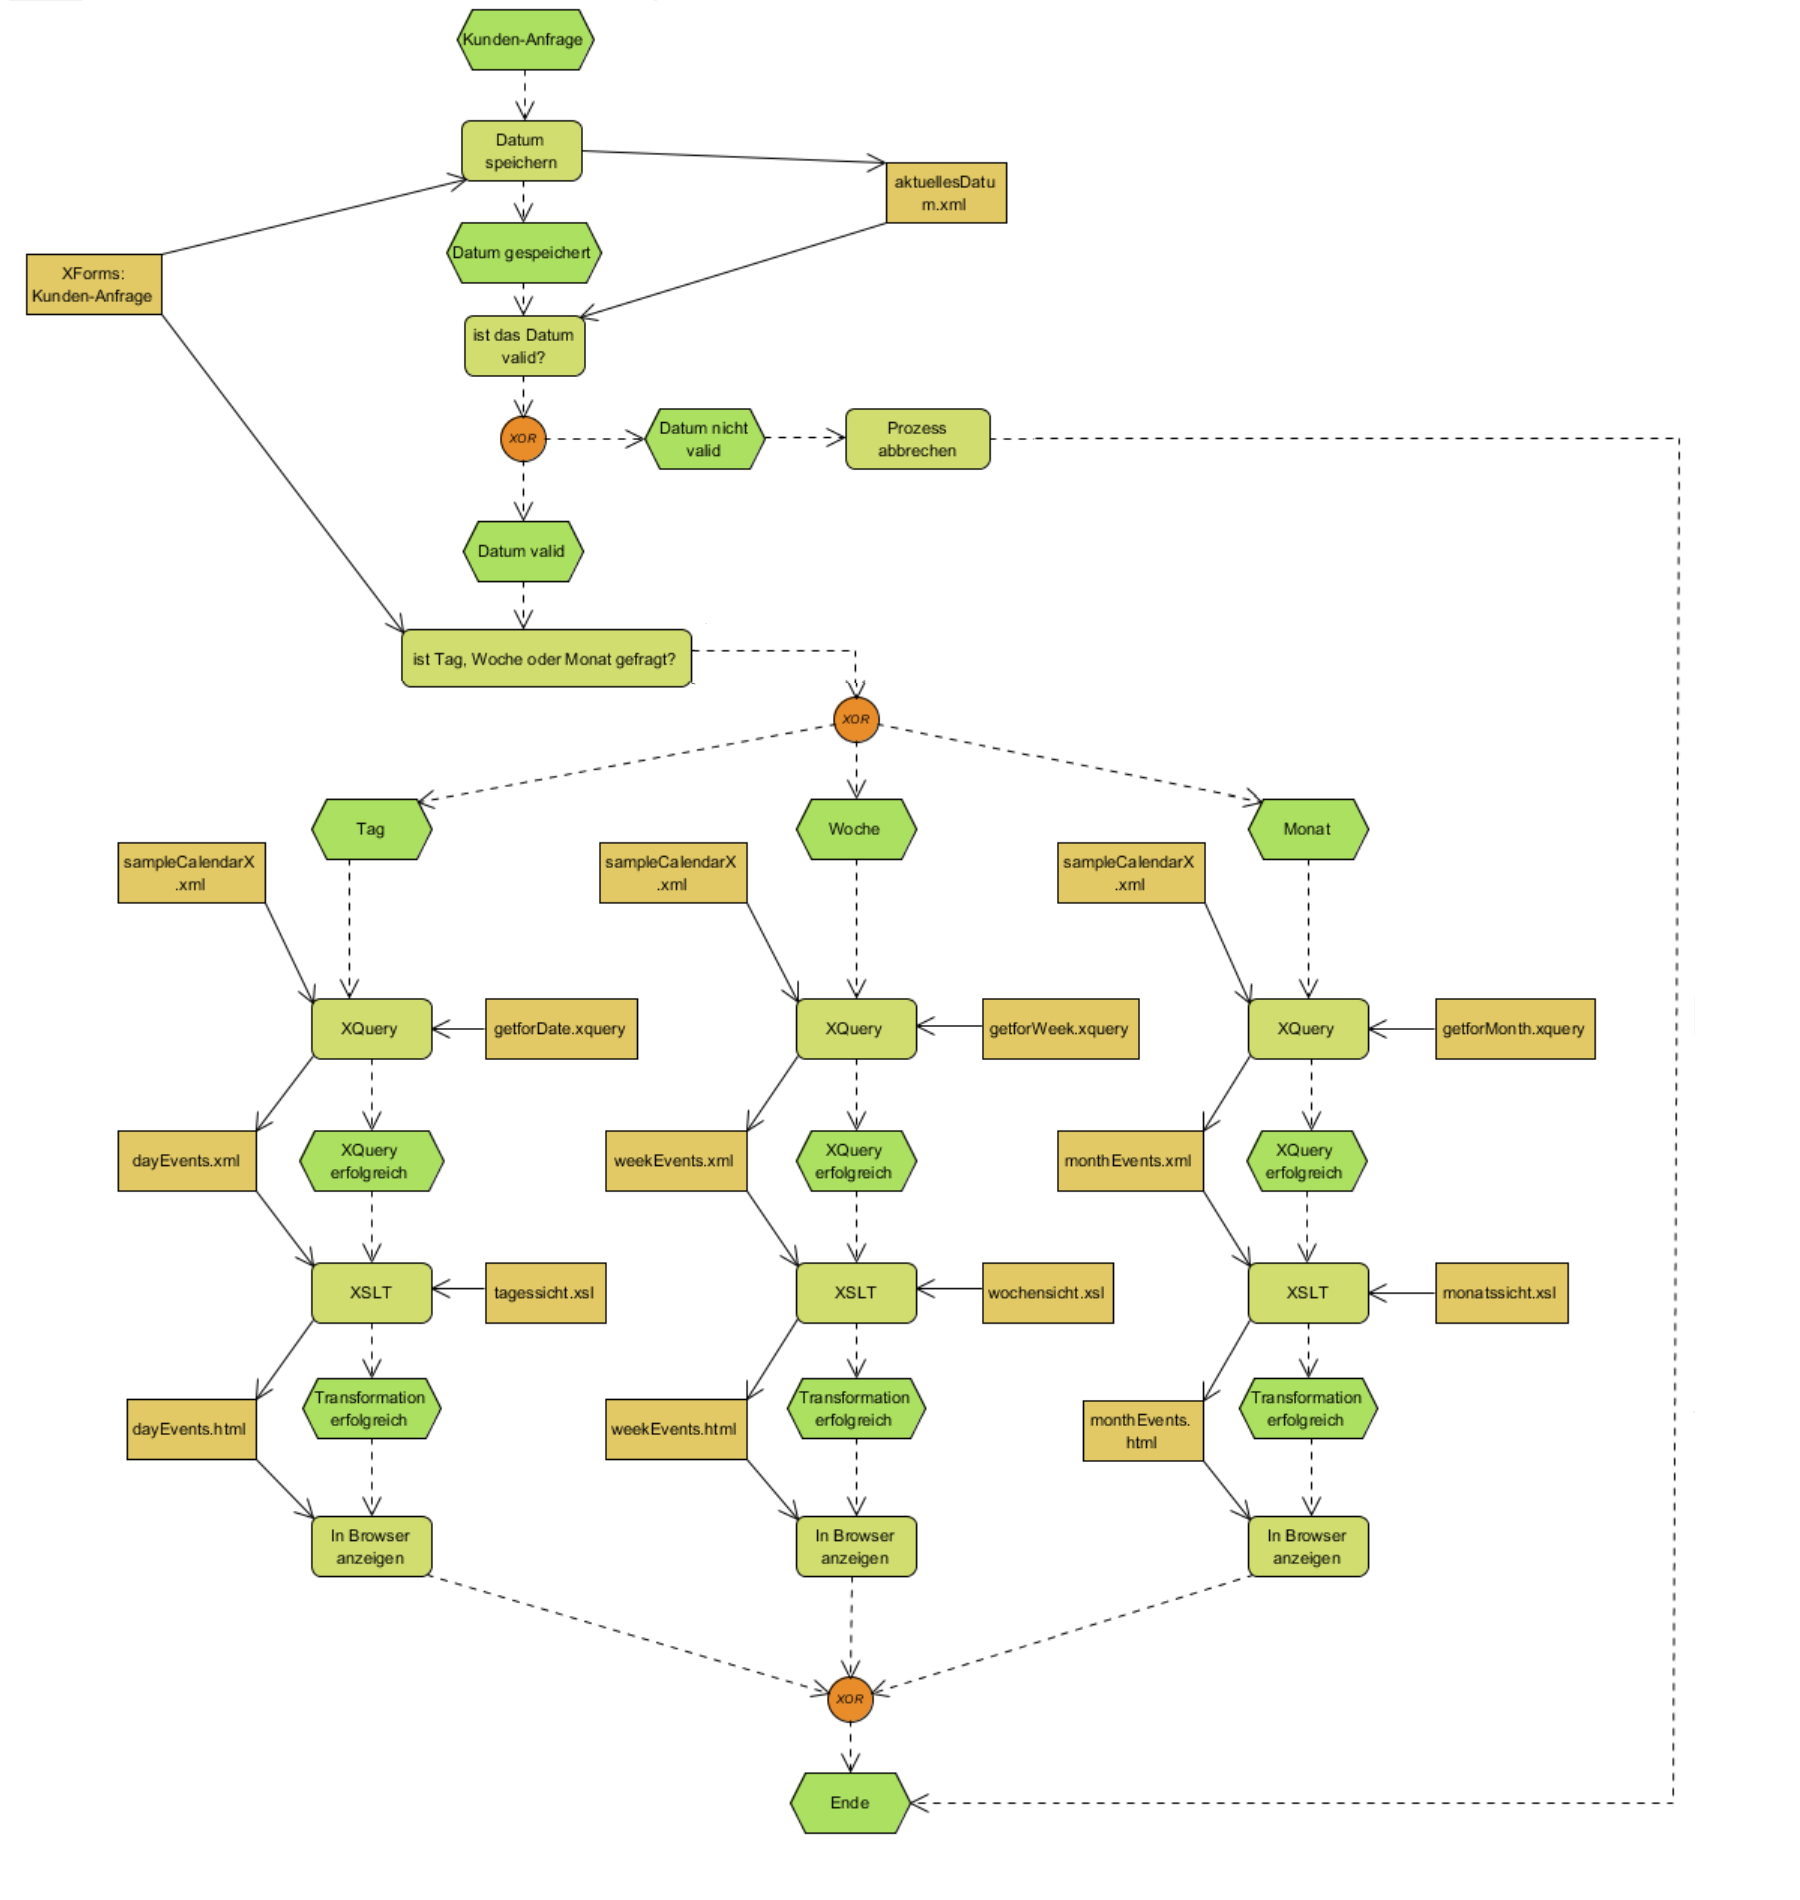 Kunden-Anfrage
Datum
speichern
aktuellesDatu
m.xml
Datum gespeichert
XForms:
Kunden-Anfrage
ist das Datum
valid?
XOR
Datum nicht
valid
Prozess
abbrechen
Datum valid
ist Tag, Woche oder Monat gefragt?
XOR
Tag
Woche
Monat
sampleCalendarX
.xml
sampleCalendarX
.xml
sampleCalendarX
.xml
XQuery
getforDate.xquery
XQuery
getforWeek.xquery
XQuery
getforMonth.xquery
dayEvents.xml
XQuery
erfolgreich
weekEvents.xml
XQuery
erfolgreich
monthEvents.xml
XQuery
erfolgreich
XSLT
tagessicht.xsl
XSLT
wochensicht.xsl
XSLT
monatssicht.xsl
dayEvents.html
Transformation
erfolgreich
weekEvents.html
Transformation
erfolgreich
monthEvents.
html
Transformation
erfolgreich
In Browser
anzeigen
In Browser
anzeigen
In Browser
anzeigen
XOR
Ende